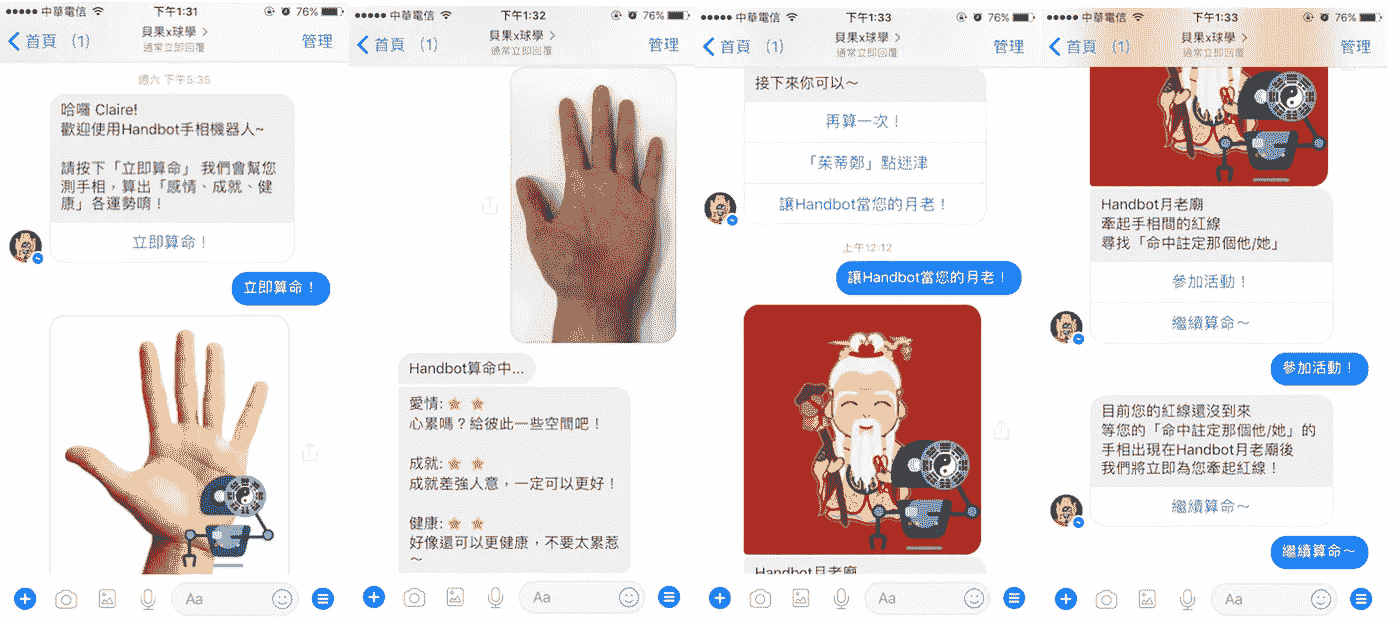 中華電信
下午1:31
76%
首頁 (1)
貝果x球學
通常立即回覆
管理
週六 下午5:35
哈囉 Claire!
歡迎使用Handbot手相機器人~
請按下「立即算命」 我們會幫您
測手相,算出「感情、成就、健
康」各運勢唷!
立即算命!
立即算命!
Aa
中華電信
下午1:32
76%
首頁 (1)
貝果x球學
通常立即回覆
管理
Handbot算命中...
愛情:
心累嗎?給彼此一些空間吧!
成就:
成就差強人意,一定可以更好!
健康:
好像還可以更健康,不要太累惹
~
Aa
中華電信
下午1:33
76%
首頁 (1)
貝果x球學
通常立即回覆
管理
接下來你可以~
再算一次!
「茱蒂鄭」點迷津
讓Handbot當您的月老!
上午12:12
讓Handbot當您的月老!
Handbot月老廟
Aa
中華電信
下午1:33
76%
首頁 (1)
貝果x球學
通常立即回覆
管理
Handbot月老廟
牽起手相間的紅線
尋找「命中註定那個他/她」
參加活動!
繼續算命~
參加活動!
目前您的紅線還沒到來
等您的「命中註定那個他/她」的
手相出現在Handbot月老廟後
我們將立即為您牽起紅線!
繼續算命~
繼續算命~
Aa